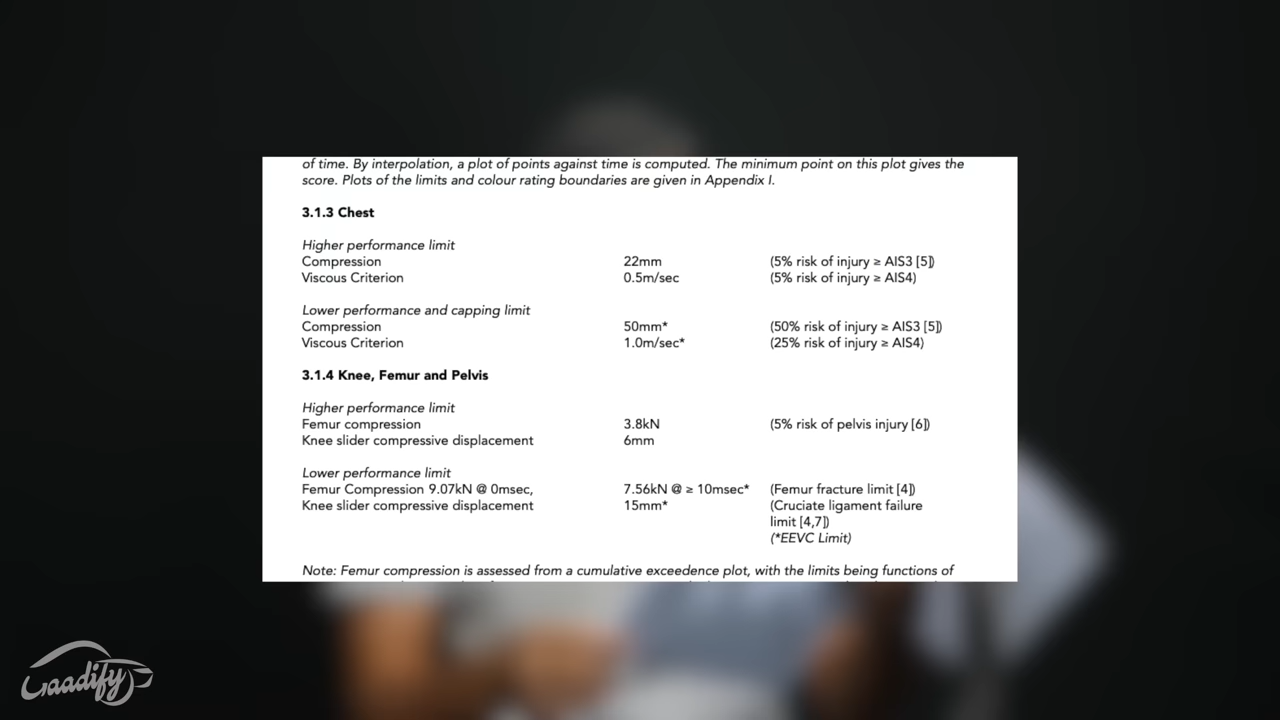 of time. By interpolation, a plot of points against time is computed. The minimum point on this plot gives the
score. Plots of the limits and colour rating boundaries are given in Appendix I.
3.1.3 Chest
Higher performance limit
Compression 22mm (5% risk of injury ≥ AIS3 [5])
Viscous Criterion 0.5m/sec (5% risk of injury ≥ AIS4)
Lower performance and capping limit
Compression 50mm* (50% risk of injury ≥ AIS3 [5])
Viscous Criterion 1.0m/sec* (25% risk of injury ≥ AIS4)
3.1.4 Knee, Femur and Pelvis
Higher performance limit
Femur compression 3.8kN (5% risk of pelvis injury [6])
Knee slider compressive displacement 6mm
Lower performance limit
Femur Compression 9.07kN @ 0msec, 7.56kN @ ≥ 10msec* (Femur fracture limit [4])
Knee slider compressive displacement 15mm* (Cruciate ligament failure
limit [4,7])
(*EEVC Limit)
Note: Femur compression is assessed from a cumulative exceedence plot, with the limits being functions of
Gaadify